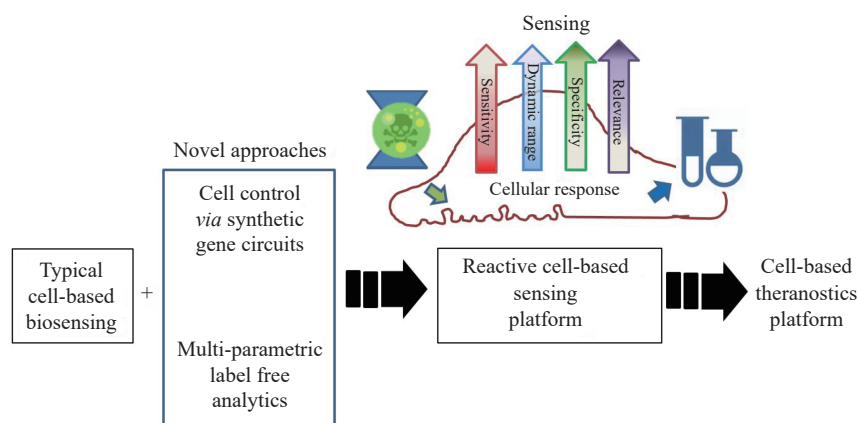 Sensing
Sensitivity
Dynamic range
Specificity
Relevance
Cellular response
Novel approaches
Cell control
via synthetic
gene circuits
Typical
cell-based
biosensing
+
Multi-parametric
label free
analytics
Reactive cell-based
sensing
platform
Cell-based
theranostics
platform